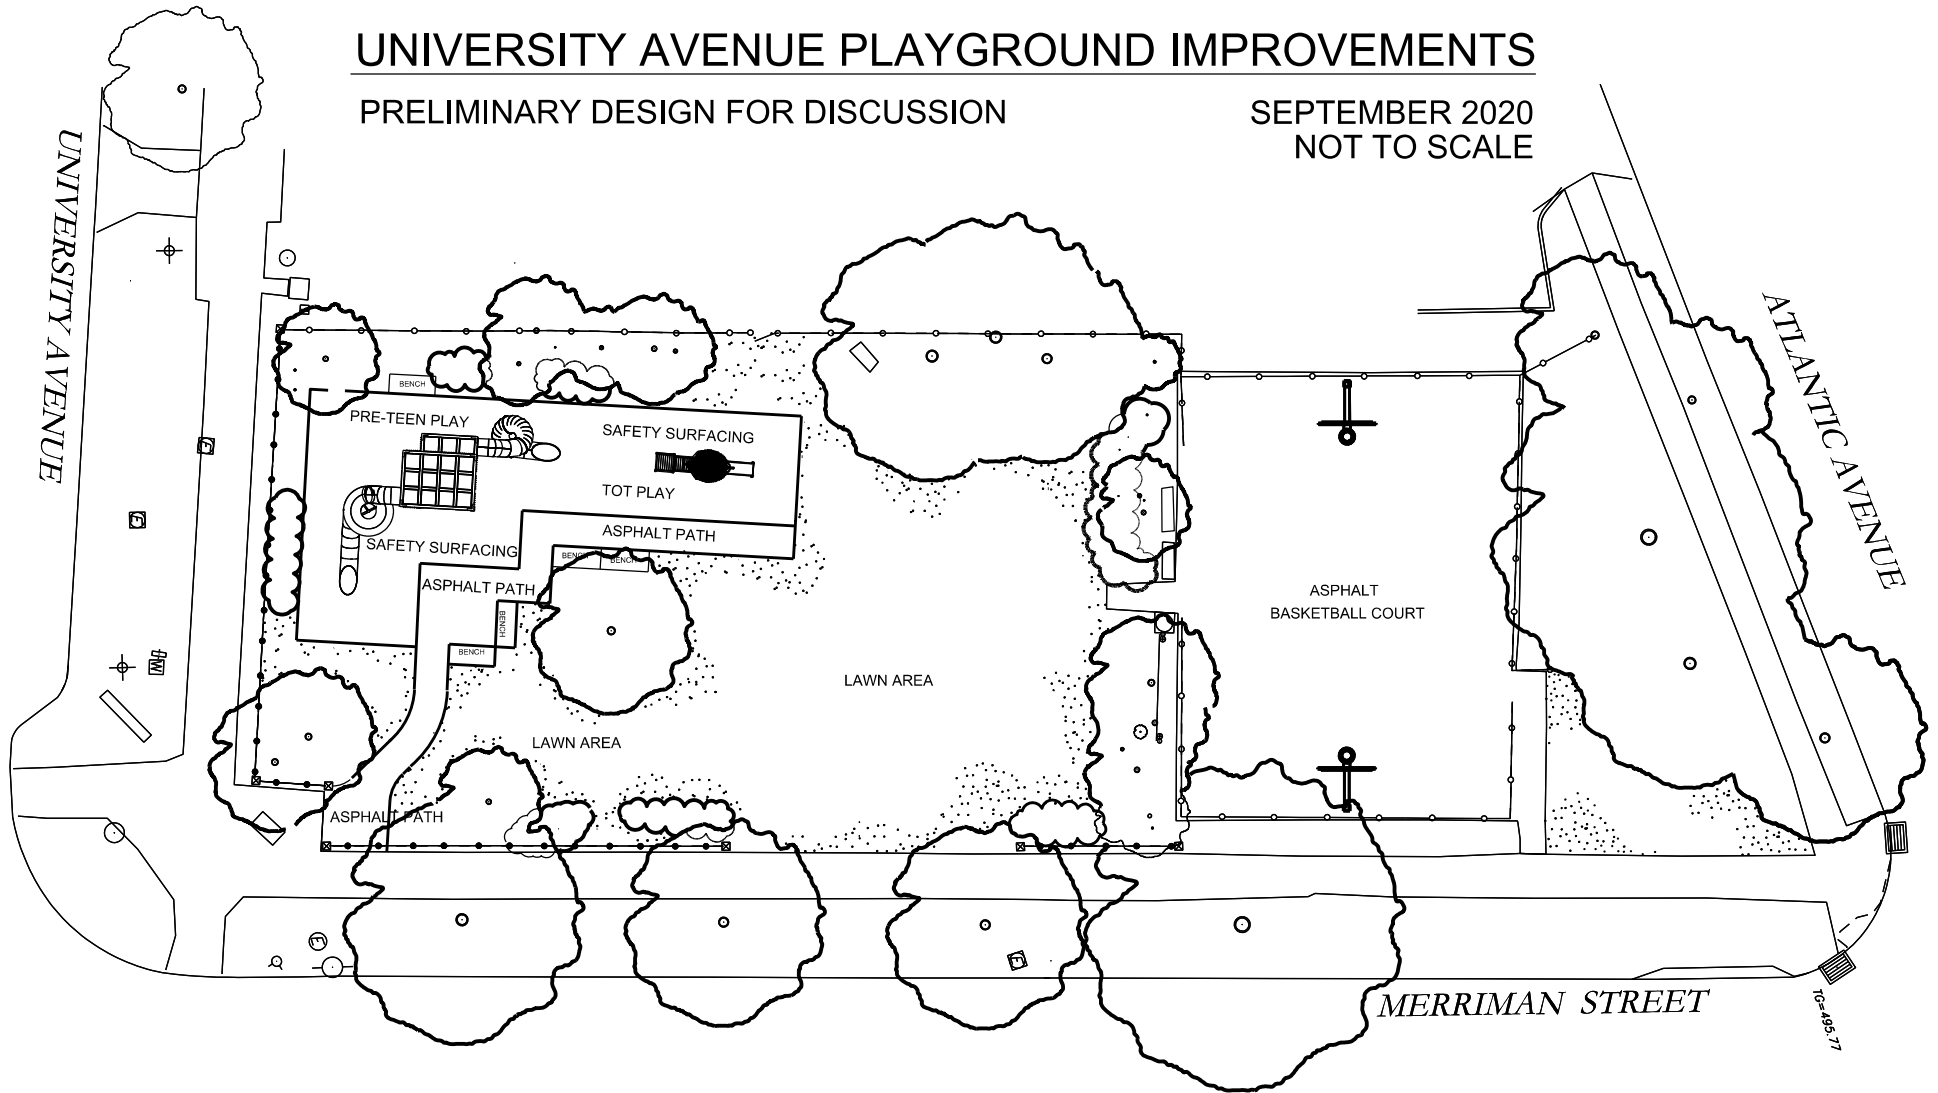 UNIVERSITY AVENUE PLAYGROUND IMPROVEMENTS
PRELIMINARY DESIGN FOR DISCUSSION
SEPTEMBER 2020
NOT TO SCALE
UNIVERSITY AVENUE
ATLANTIC AVENUE
BENCH
PRE-TEEN PLAY
SAFETY SURFACING
TOT PLAY
ASPHALT PATH
SAFETY SURFACING
BENCH
BENCH
ASPHALT PATH
BENCH
BENCH
ASPHALT
BASKETBALL COURT
LAWN AREA
LAWN AREA
ASPHALT PATH
E
E
W
E
E
MERRIMAN STREET
TG=495.77